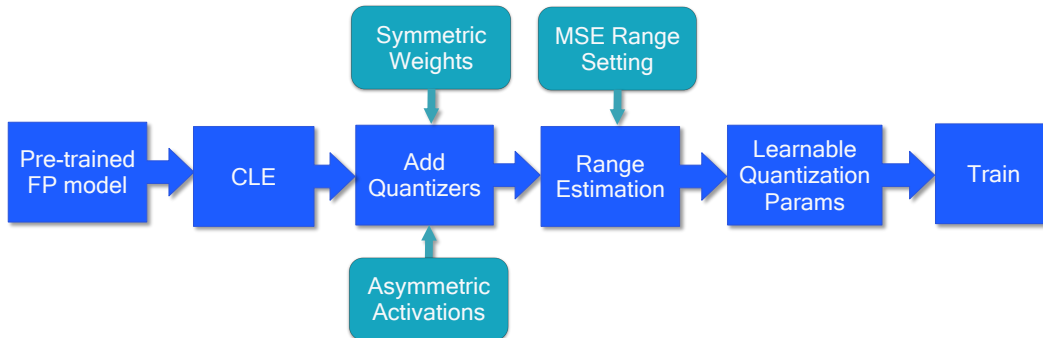 Symmetric
Weights
MSE Range
Setting
Pre-trained
FP model
CLE
Add
Quantizers
Range
Estimation
Learnable
Quantization
Params
Train
Asymmetric
Activations